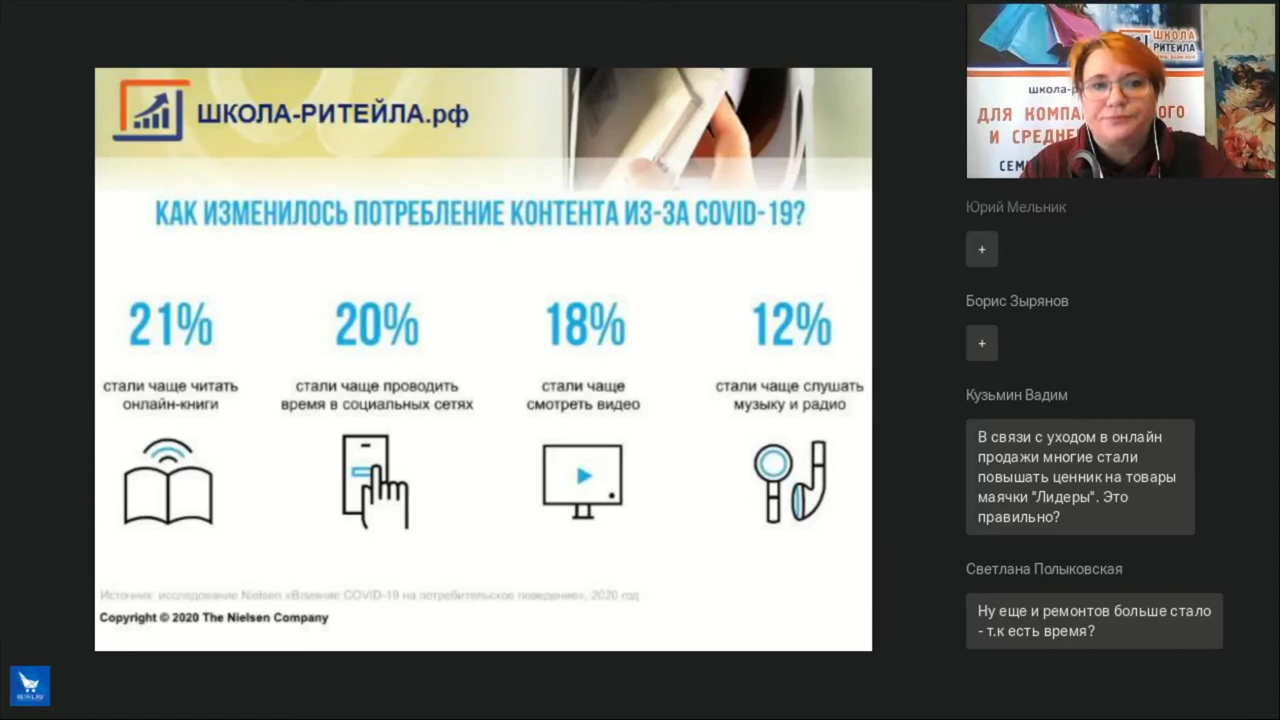 ШКОЛА-РИТЕЙЛА.рф
КАК ИЗМЕНИЛОСЬ ПОТРЕБЛЕНИЕ КОНТЕНТА ИЗ-ЗА COVID-19?
21%
стали чаще читать
онлайн-книги
20%
стали чаще проводить
время в социальных сетях
18%
стали чаще
смотреть видео
12%
стали чаще слушать
музыку и радио
Источник: исследование Nielsen «Влияние COVID-19 на потребительское поведение», 2020 год
Copyright © 2020 The Nielsen Company
ШКОЛА
РИТЕЙЛА
школа-р
ДЛЯ КОМПА
ОГО
И СРЕДНЕ
СЕМ
Юрий Мельник
+
Борис Зырянов
+
Кузьмин Вадим
В связи с уходом в онлайн
продажи многие стали
повышать ценник на товары
маячки "Лидеры". Это
правильно?
Светлана Полыковская
Ну еще и ремонтов больше стало
- т.к есть время?
RETAIL.RU